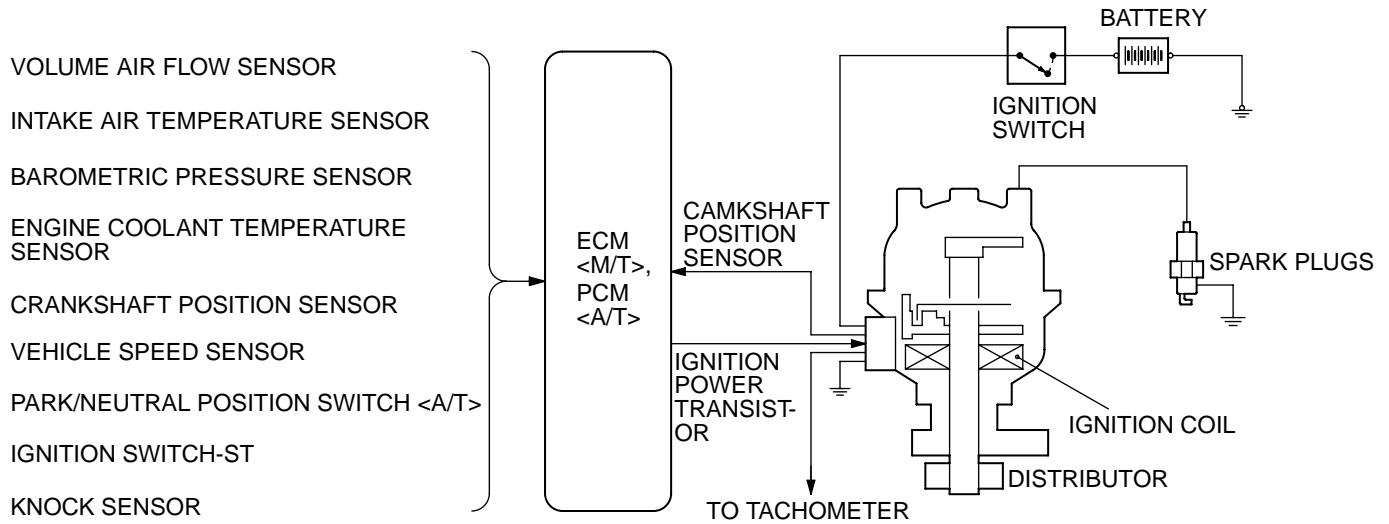 VOLUME AIR FLOW SENSOR
INTAKE AIR TEMPERATURE SENSOR
BAROMETRIC PRESSURE SENSOR
ENGINE COOLANT TEMPERATURE
SENSOR
CRANKSHAFT POSITION SENSOR
VEHICLE SPEED SENSOR
PARK/NEUTRAL POSITION SWITCH <A/T>
IGNITION SWITCH-ST
KNOCK SENSOR
ECM
<M/T>,
PCM
<A/T>
CAMKSHAFT
POSITION
SENSOR
IGNITION
POWER
TRANSIST-
OR
TO TACHOMETER
BATTERY
IGNITION
SWITCH
SPARK PLUGS
IGNITION COIL
DISTRIBUTOR